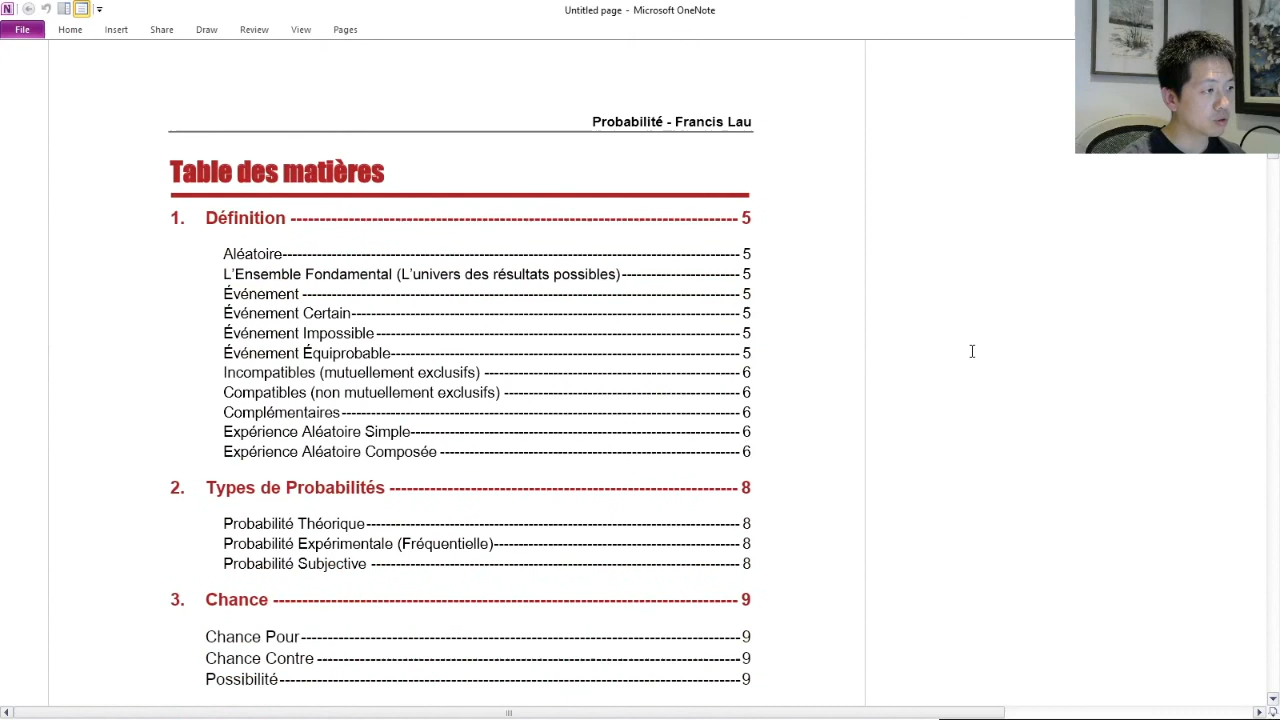 Untitled page - Microsoft OneNote
File Home Insert Share Draw Review View Pages
Probabilité - Francis Lau
Table des matières
1. Définition ---------- 5
Aléatoire---------- 5
L'Ensemble Fondamental (L'univers des résultats possibles)---------- 5
Événement ---------- 5
Événement Certain---------- 5
Événement Impossible---------- 5
Événement Équiprobable---------- 5
Incompatibles (mutuellement exclusifs) ---------- 6
Compatibles (non mutuellement exclusifs) ---------- 6
Complémentaires---------- 6
Expérience Aléatoire Simple---------- 6
Expérience Aléatoire Composée ---------- 6
2. Types de Probabilités ---------- 8
Probabilité Théorique---------- 8
Probabilité Expérimentale (Fréquentielle)---------- 8
Probabilité Subjective ---------- 8
3. Chance ---------- 9
Chance Pour---------- 9
Chance Contre ---------- 9
Possibilité---------- 9